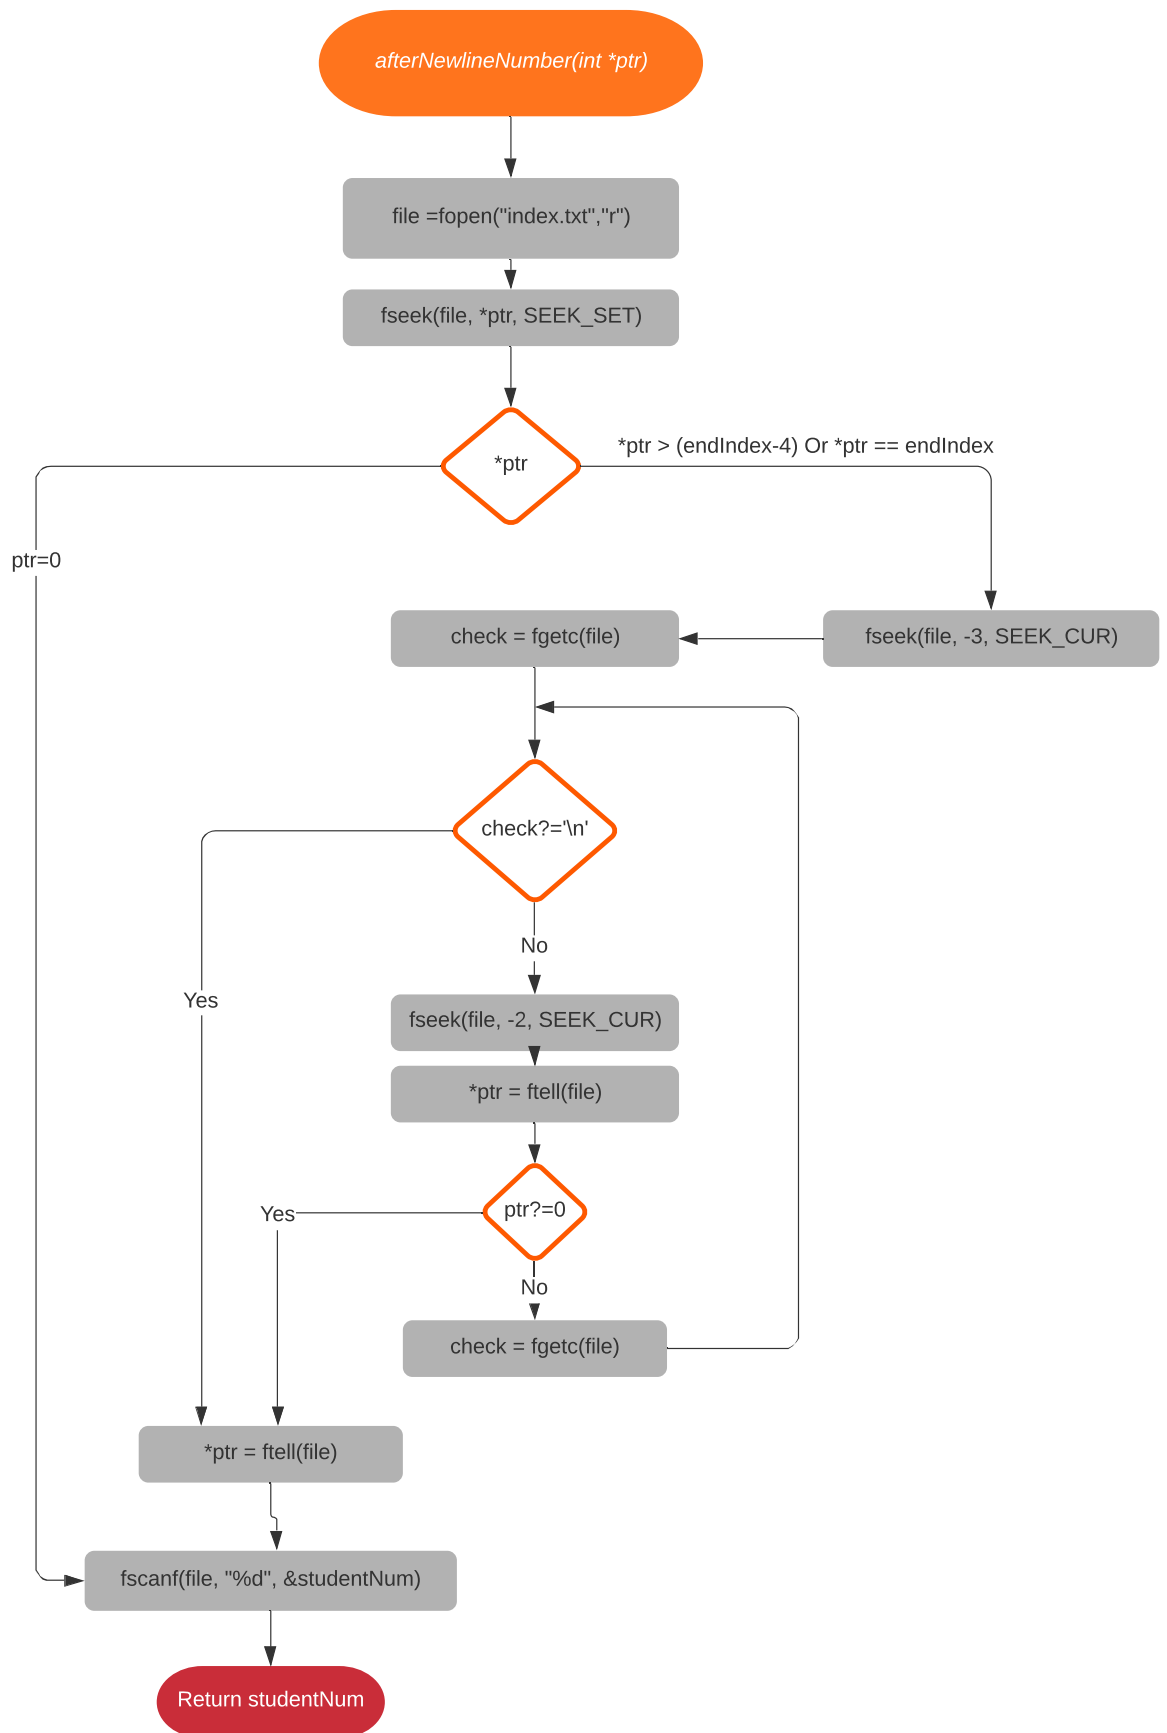 afterNewlineNumber(int *ptr)
file =fopen("index.txt","r")
fseek(file, *ptr, SEEK_SET)
*ptr > (endIndex-4) Or *ptr == endIndex
*ptr
ptr=0
check = fgetc(file)
fseek(file, -3, SEEK_CUR)
check?='\n'
No
Yes
fseek(file, -2, SEEK_CUR)
*ptr = ftell(file)
ptr?=0
Yes
No
check = fgetc(file)
*ptr = ftell(file)
fscanf(file, "%d", &studentNum)
Return studentNum